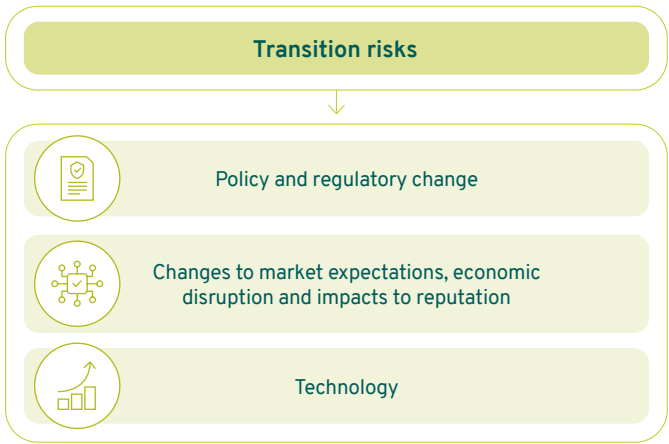 Transition risks
Policy and regulatory change
Changes to market expectations, economic
disruption and impacts to reputation
Technology